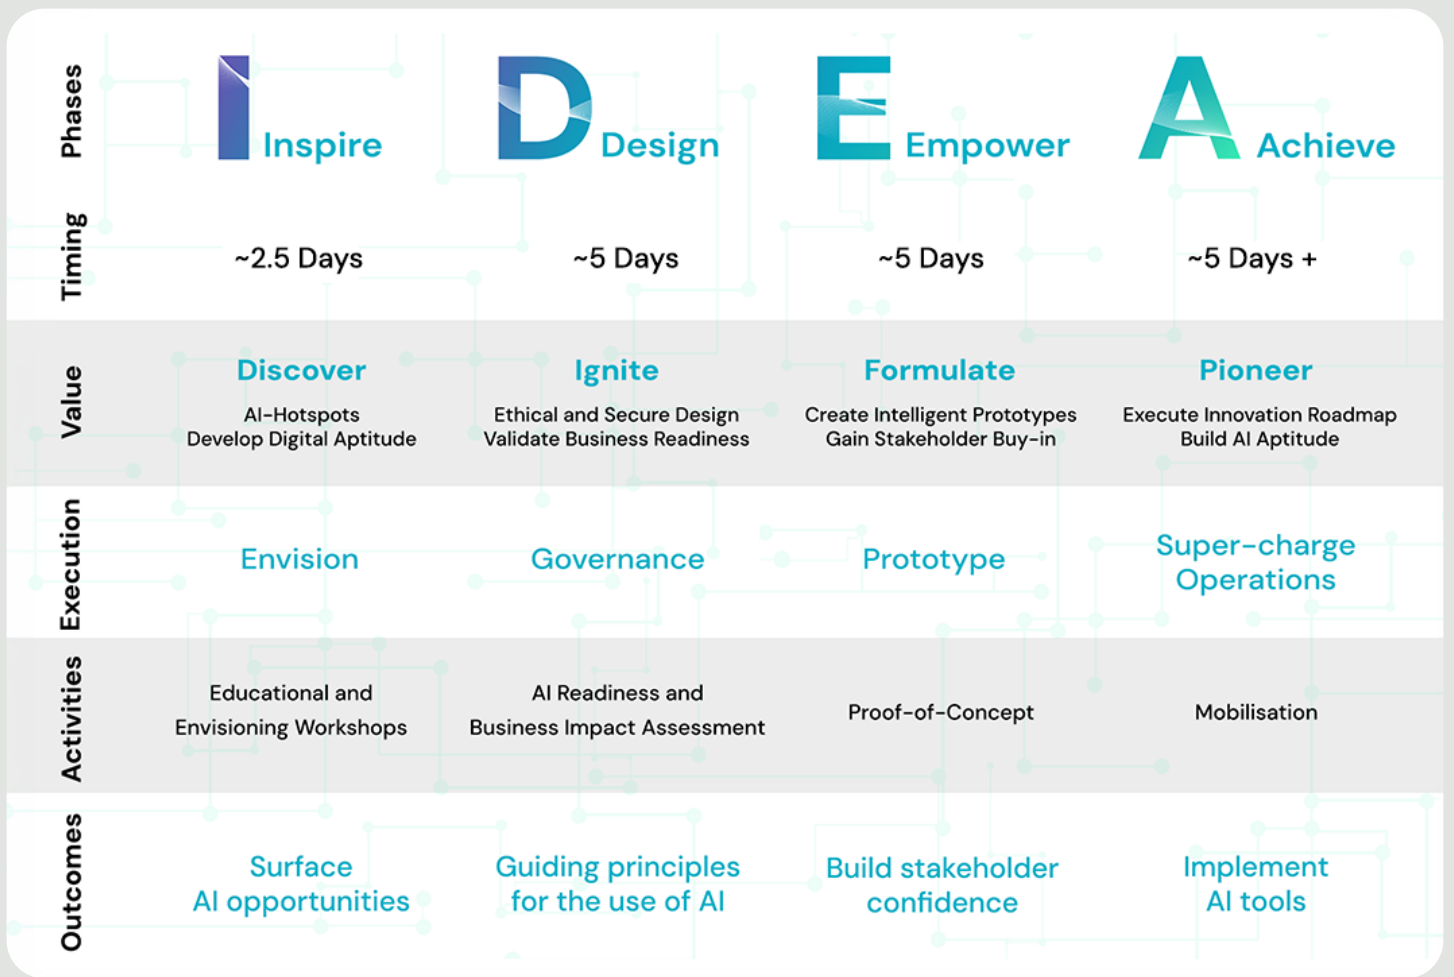 Phases
I Inspire
D Design
E Empower
A Achieve
Timing
~2.5 Days
~5 Days
~5 Days
~5 Days +
Value
Discover
AI-Hotspots
Develop Digital Aptitude
Ignite
Ethical and Secure Design
Validate Business Readiness
Formulate
Create Intelligent Prototypes
Gain Stakeholder Buy-in
Pioneer
Execute Innovation Roadmap
Build AI Aptitude
Execution
Envision
Governance
Prototype
Super-charge
Operations
Activities
Educational and
Envisioning Workshops
AI Readiness and
Business Impact Assessment
Proof-of-Concept
Mobilisation
Outcomes
Surface
AI opportunities
Guiding principles
for the use of AI
Build stakeholder
confidence
Implement
AI tools